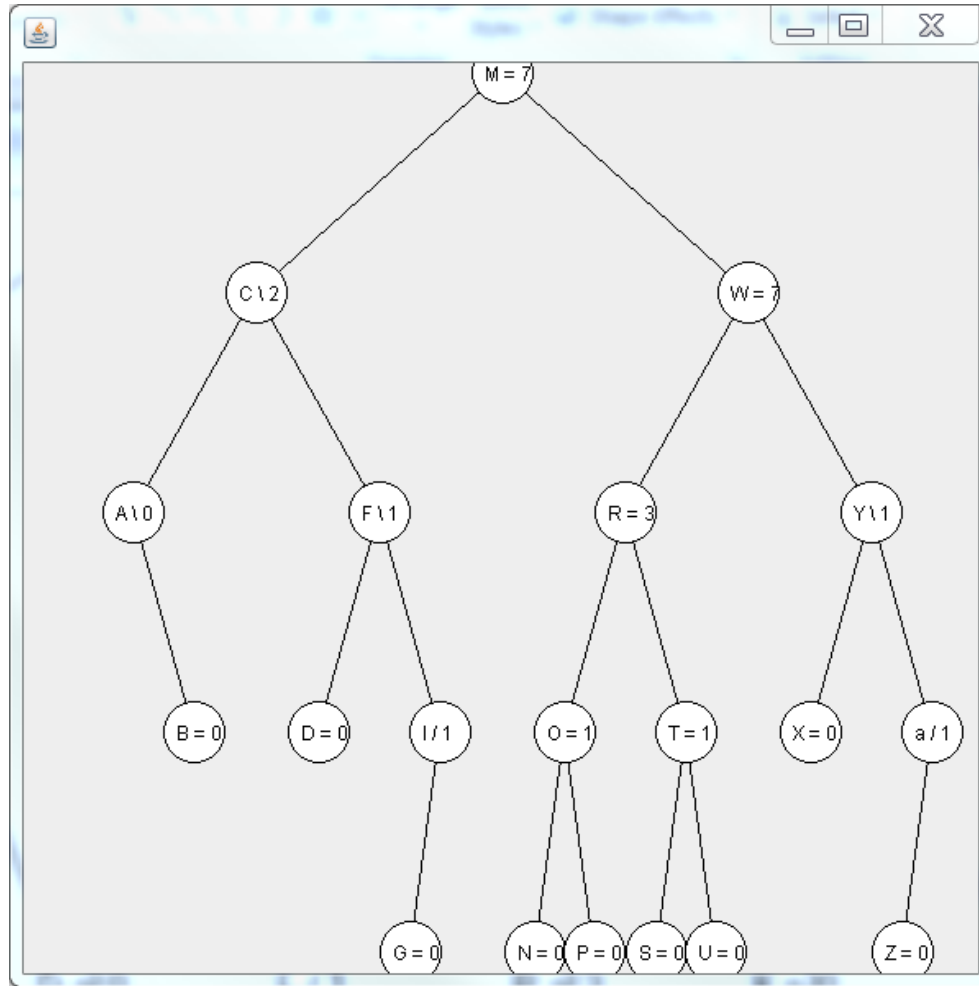 M = 7
C \ 2
W = 7
A \ 0
F \ 1
R = 3
Y \ 1
B = 0
D = 0
I / 1
O = 1
T = 1
X = 0
a / 1
G = 0
N = 0
P = 0
S = 0
U = 0
Z = 0